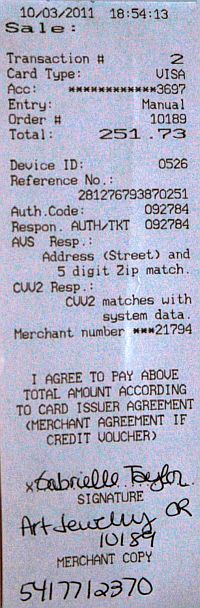 10/03/2011 18:54:13
Sale:
Transaction # 2
Card Type: VISA
Acc: ************3697
Entry: Manual
Order # 10189
Total: 251.73
Device ID: 0526
Reference No.:
281276793870251
Auth.Code: 092784
Respon. AUTH/TKT 092784
AVS Resp.:
Address (Street) and
5 digit Zip match.
CVV2 Resp.:
CVV2 matches with
system data.
Merchant number ***21794
I AGREE TO PAY ABOVE
TOTAL AMOUNT ACCORDING
TO CARD ISSUER AGREEMENT
(MERCHANT AGREEMENT IF
CREDIT VOUCHER)
x Gabrielle Taylor
SIGNATURE
Art Jewelry OR
10189
MERCHANT COPY
5417712370